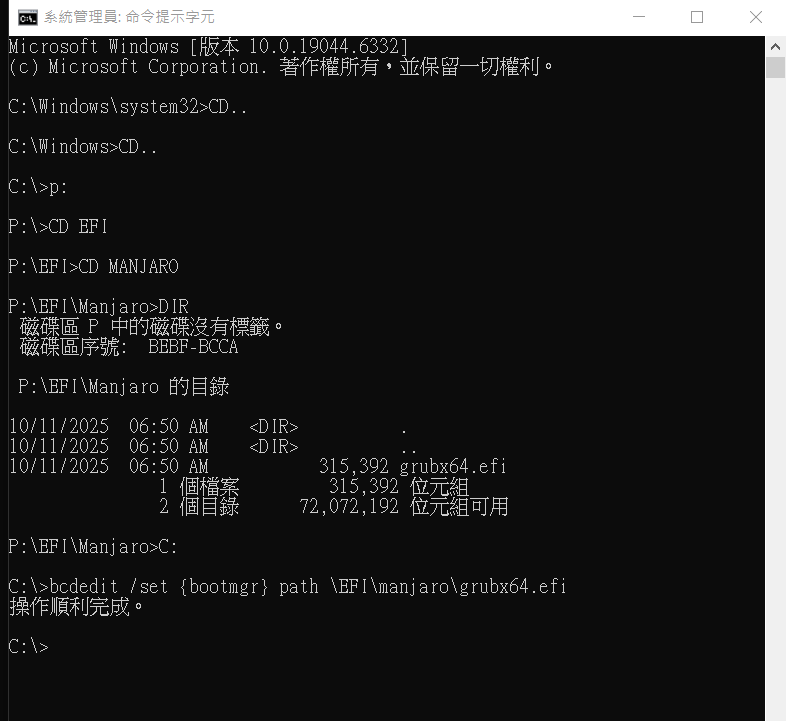 系統管理員: 命令提示字元
Microsoft Windows [版本 10.0.19044.6332]
(c) Microsoft Corporation. 著作權所有，並保留一切權利。
C:\Windows\system32>CD..
C:\Windows>CD..
C:\>p:
P:\>CD EFI
P:\EFI>CD MANJARO
P:\EFI\Manjaro>DIR
磁碟區 P 中的磁碟沒有標籤。
磁碟區序號:  BEBF-BCCA
P:\EFI\Manjaro 的目錄
10/11/2025  06:50 AM    <DIR>          .
10/11/2025  06:50 AM    <DIR>          ..
10/11/2025  06:50 AM           315,392 grubx64.efi
1 個檔案         315,392 位元組
2 個目錄      72,072,192 位元組可用
P:\EFI\Manjaro>C:
C:\>bcdedit /set {bootmgr} path \EFI\manjaro\grubx64.efi
操作順利完成。
C:\>